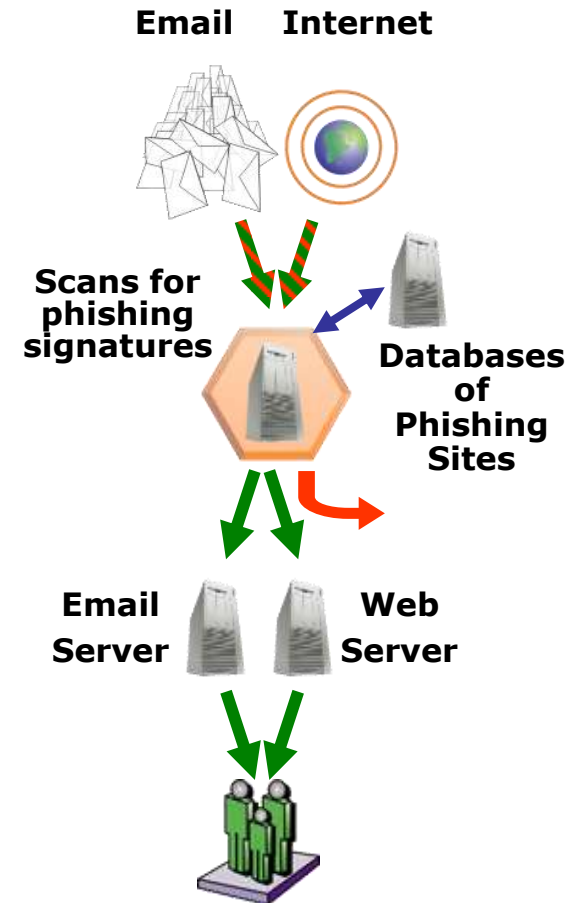 Email Internet
Scans for
phishing
signatures
Databases
of
Phishing
Sites
Email
Server
Web
Server